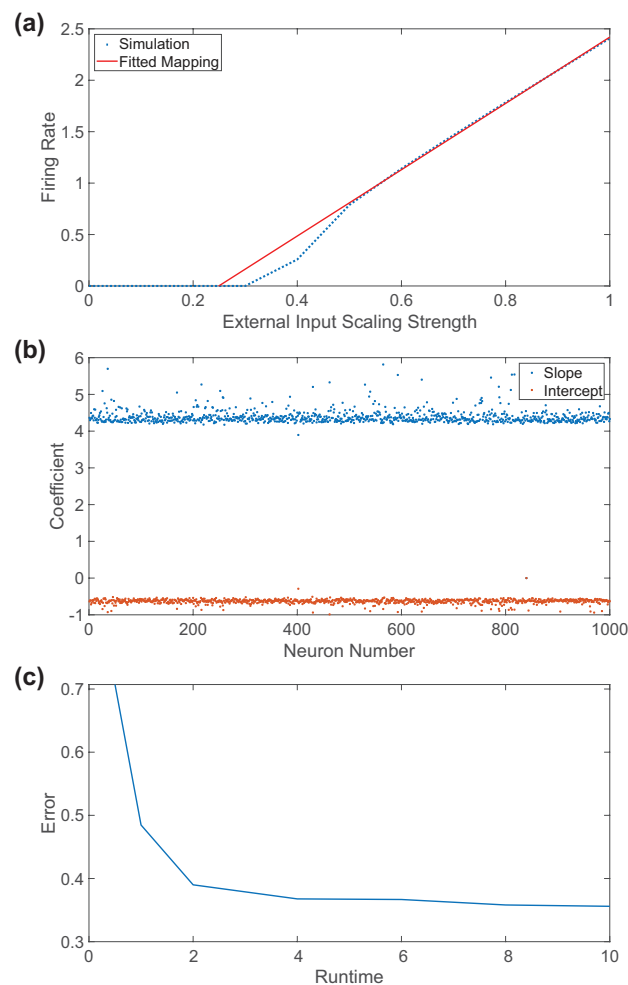 (a)
2.5
2
1.5
1
0.5
0
Firing Rate
Simulation
Fitted Mapping
0 0.2 0.4 0.6 0.8 1
External Input Scaling Strength
(b)
6
5
4
3
2
1
0
-1
Coefficient
Slope
Intercept
0 200 400 600 800 1000
Neuron Number
(c)
0.7
0.6
0.5
0.4
0.3
Error
0 2 4 6 8 10
Runtime